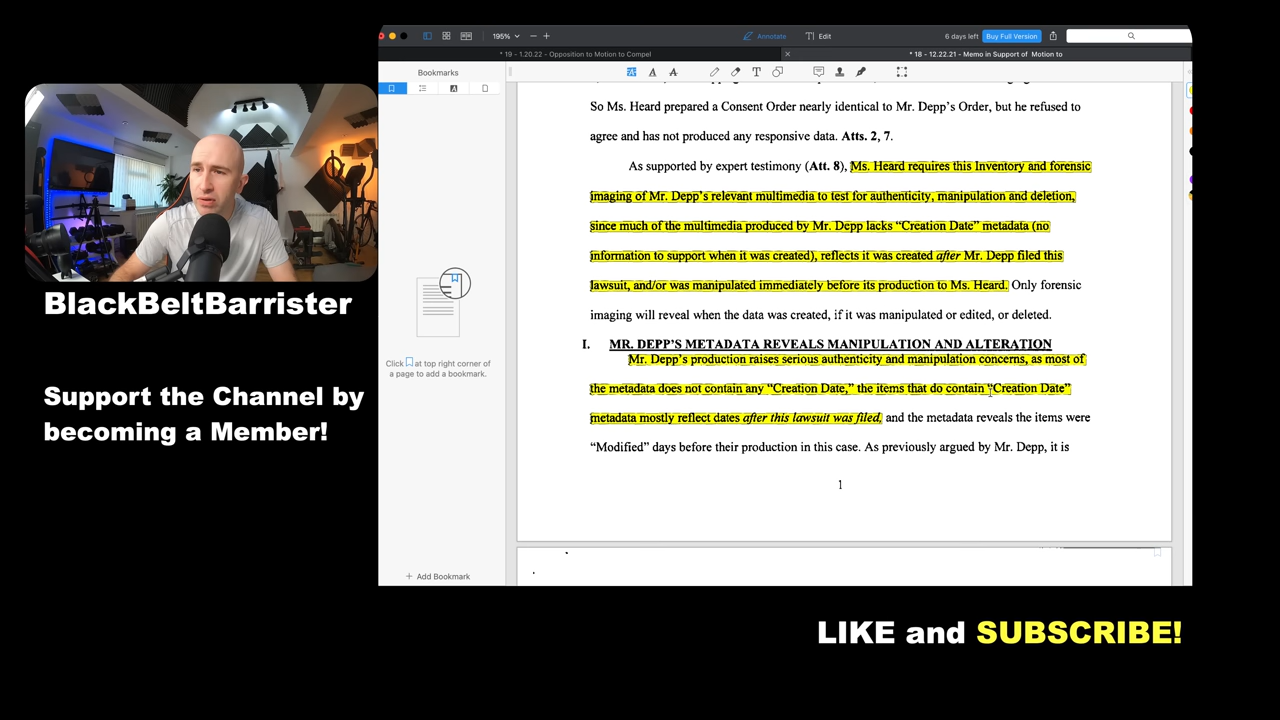 195%
Annotate
Edit
6 days left
Buy Full Version
* 19 - 1.20.22 - Opposition to Motion to Compel
* 18 - 12.22.21 - Memo in Support of Motion to
Bookmarks
So Ms. Heard prepared a Consent Order nearly identical to Mr. Depp's Order, but he refused to
agree and has not produced any responsive data. Atts. 2, 7.
As supported by expert testimony (Att. 8), Ms. Heard requires this Inventory and forensic
imaging of Mr. Depp's relevant multimedia to test for authenticity, manipulation and deletion,
since much of the multimedia produced by Mr. Depp lacks “Creation Date” metadata (no
information to support when it was created), reflects it was created after Mr. Depp filed this
lawsuit, and/or was manipulated immediately before its production to Ms. Heard. Only forensic
imaging will reveal when the data was created, if it was manipulated or edited, or deleted.
I. MR. DEPP'S METADATA REVEALS MANIPULATION AND ALTERATION
Mr. Depp's production raises serious authenticity and manipulation concerns, as most of
the metadata does not contain any “Creation Date,” the items that do contain “Creation Date”
metadata mostly reflect dates after this lawsuit was filed, and the metadata reveals the items were
“Modified” days before their production in this case. As previously argued by Mr. Depp, it is
1
Click at top right corner of
a page to add a bookmark.
+ Add Bookmark
BlackBeltBarrister
Support the Channel by
becoming a Member!
LIKE and SUBSCRIBE!